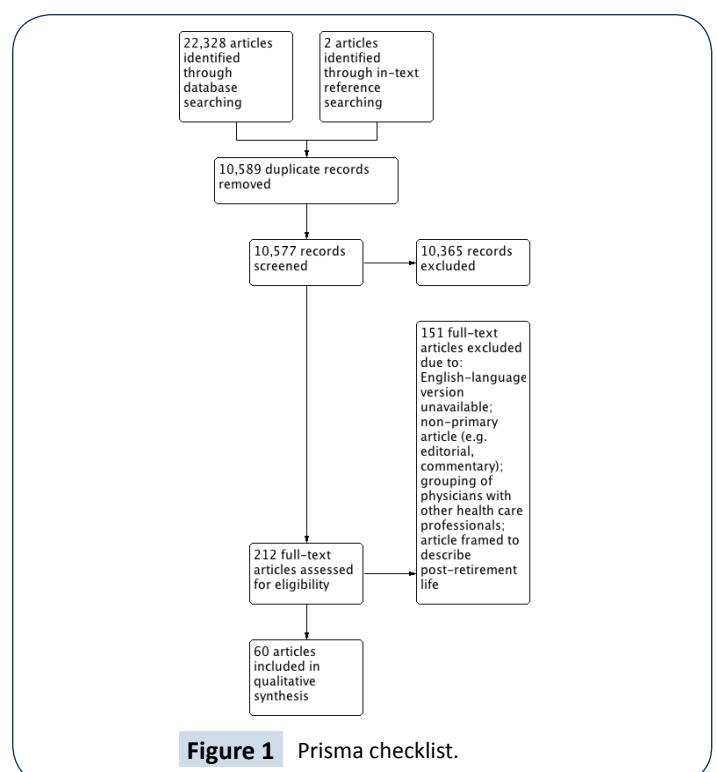 22,328 articles
identified
through
database
searching
2 articles
identified
through in-text
reference
searching
10,589 duplicate records
removed
10,577 records
screened
10,365 records
excluded
151 full-text
articles excluded
due to:
English-language
version
unavailable;
non-primary
article (e.g.
editorial,
commentary);
grouping of
physicians with
other health care
professionals;
article framed to
describe
post-retirement
life
212 full-text
articles assessed
for eligibility
60 articles
included in
qualitative
synthesis
Figure 1 Prisma checklist.